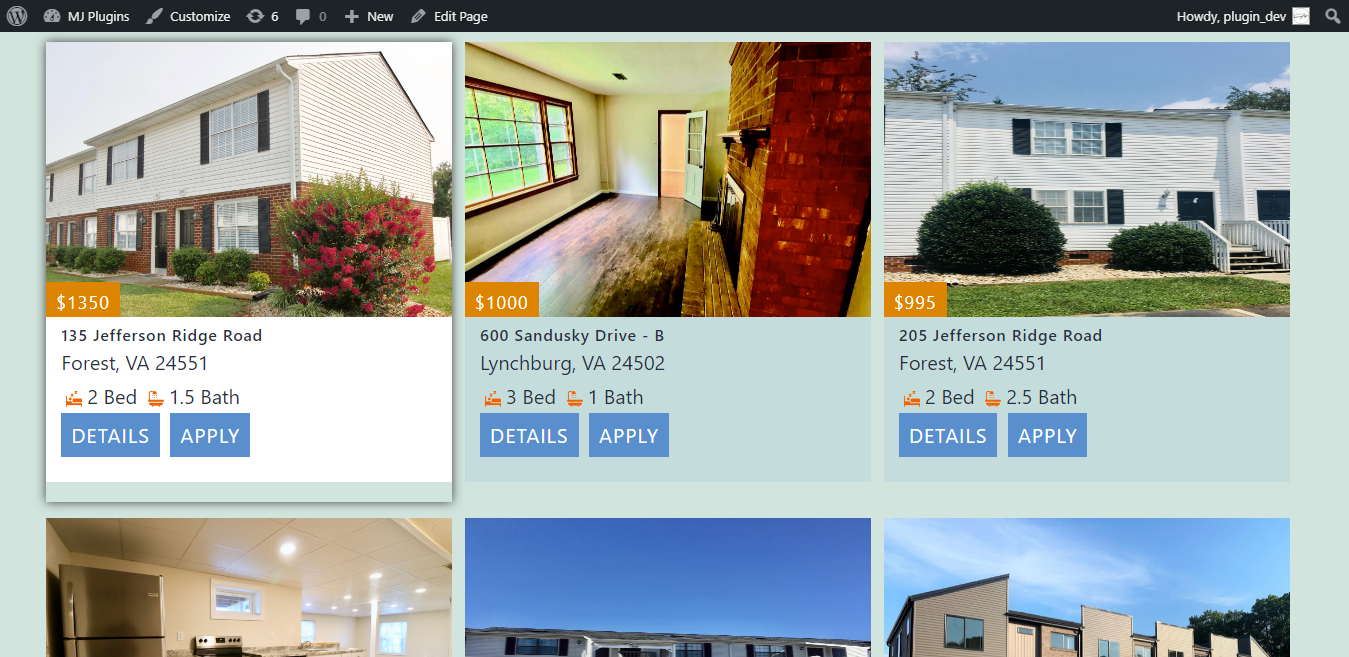 MJ Plugins Customize 6 0 New Edit Page Howdy, plugin_dev
$1350
135 Jefferson Ridge Road
Forest, VA 24551
2 Bed 1.5 Bath
DETAILS APPLY
$1000
600 Sandusky Drive - B
Lynchburg, VA 24502
3 Bed 1 Bath
DETAILS APPLY
$995
205 Jefferson Ridge Road
Forest, VA 24551
2 Bed 2.5 Bath
DETAILS APPLY